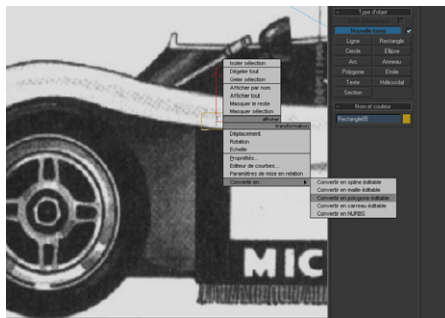 Type d'objet
Nouvelle forme
Ligne Rectangle
Cercle Ellipse
Arc Anneau
Polygone Etoile
Texte Hélicoïdal
Section
Nom et couleur
Rectangle05
Isoler sélection
Dégeler tout
Geler sélection
Afficher par nom
Afficher tout
Masquer le reste
Masquer sélection
afficher
transformation
Déplacement
Rotation
Echelle
Propriétés...
Editeur de courbes...
Paramètres de mise en relation
Convertir en :
Convertir en spline éditable
Convertir en maille éditable
Convertir en polygone éditable
Convertir en carreau éditable
Convertir en NURBS
MIC